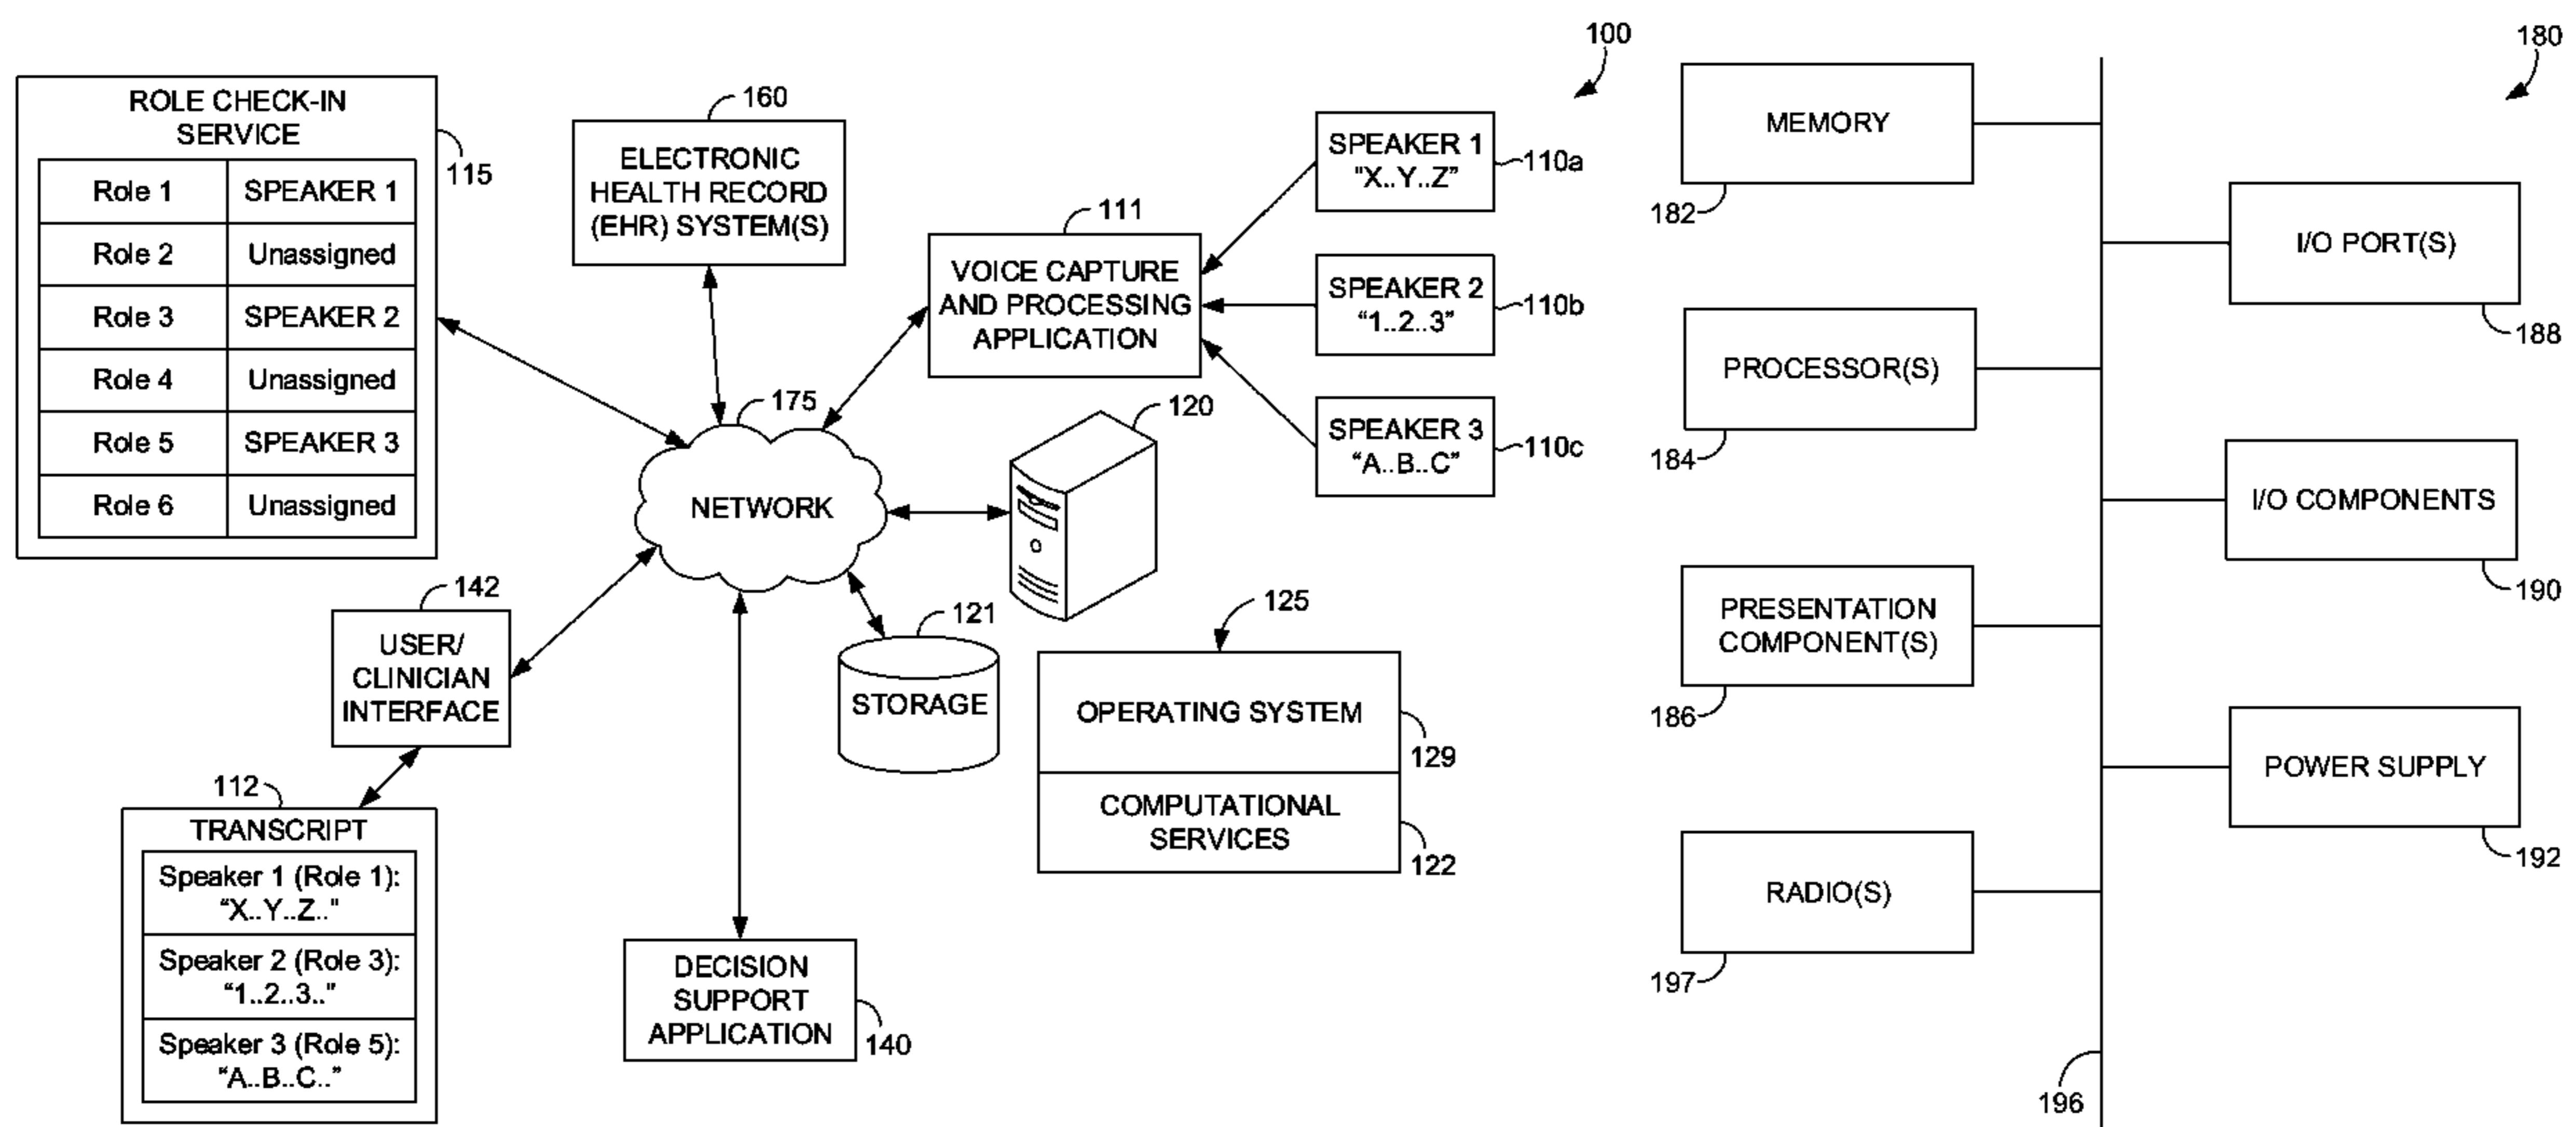 100
180
ROLE CHECK-IN
SERVICE
115
Role 1 SPEAKER 1
Role 2 Unassigned
Role 3 SPEAKER 2
Role 4 Unassigned
Role 5 SPEAKER 3
Role 6 Unassigned
160
ELECTRONIC
HEALTH RECORD
(EHR) SYSTEM(S)
111
VOICE CAPTURE
AND PROCESSING
APPLICATION
SPEAKER 1
"X..Y..Z"
110a
SPEAKER 2
“1..2..3”
110b
SPEAKER 3
“A..B..C”
110c
175
NETWORK
120
121
STORAGE
125
OPERATING SYSTEM
129
COMPUTATIONAL
SERVICES
122
142
USER/
CLINICIAN
INTERFACE
112
TRANSCRIPT
Speaker 1 (Role 1):
“X..Y..Z.."
Speaker 2 (Role 3):
“1..2..3.."
Speaker 3 (Role 5):
“A..B..C.."
DECISION
SUPPORT
APPLICATION
140
MEMORY
182
I/O PORT(S)
188
PROCESSOR(S)
184
I/O COMPONENTS
190
PRESENTATION
COMPONENT(S)
186
POWER SUPPLY
192
RADIO(S)
197
196